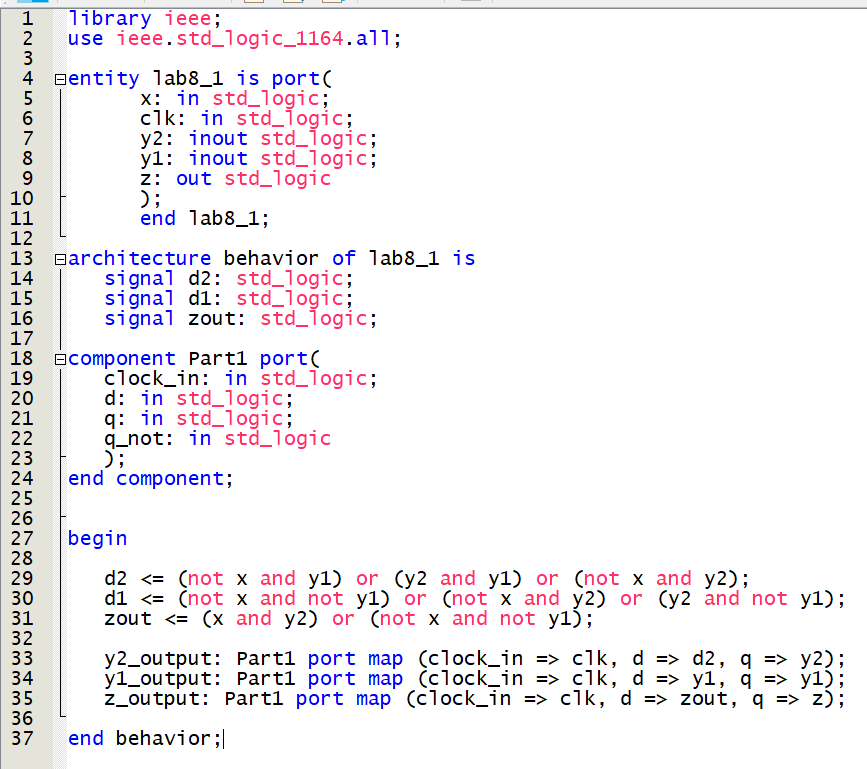 1 library ieee;
2 use ieee.std_logic_1164.all;
3
4 entity lab8_1 is port(
5 x: in std_logic;
6 clk: in std_logic;
7 y2: inout std_logic;
8 y1: inout std_logic;
9 z: out std_logic
10 );
11 end lab8_1;
12
13 architecture behavior of lab8_1 is
14 signal d2: std_logic;
15 signal d1: std_logic;
16 signal zout: std_logic;
17
18 component Part1 port(
19 clock_in: in std_logic;
20 d: in std_logic;
21 q: in std_logic;
22 q_not: in std_logic
23 );
24 end component;
25
26
27 begin
28
29 d2 <= (not x and y1) or (y2 and y1) or (not x and y2);
30 d1 <= (not x and not y1) or (not x and y2) or (y2 and not y1);
31 zout <= (x and y2) or (not x and not y1);
32
33 y2_output: Part1 port map (clock_in => clk, d => d2, q => y2);
34 y1_output: Part1 port map (clock_in => clk, d => y1, q => y1);
35 z_output: Part1 port map (clock_in => clk, d => zout, q => z);
36
37 end behavior;